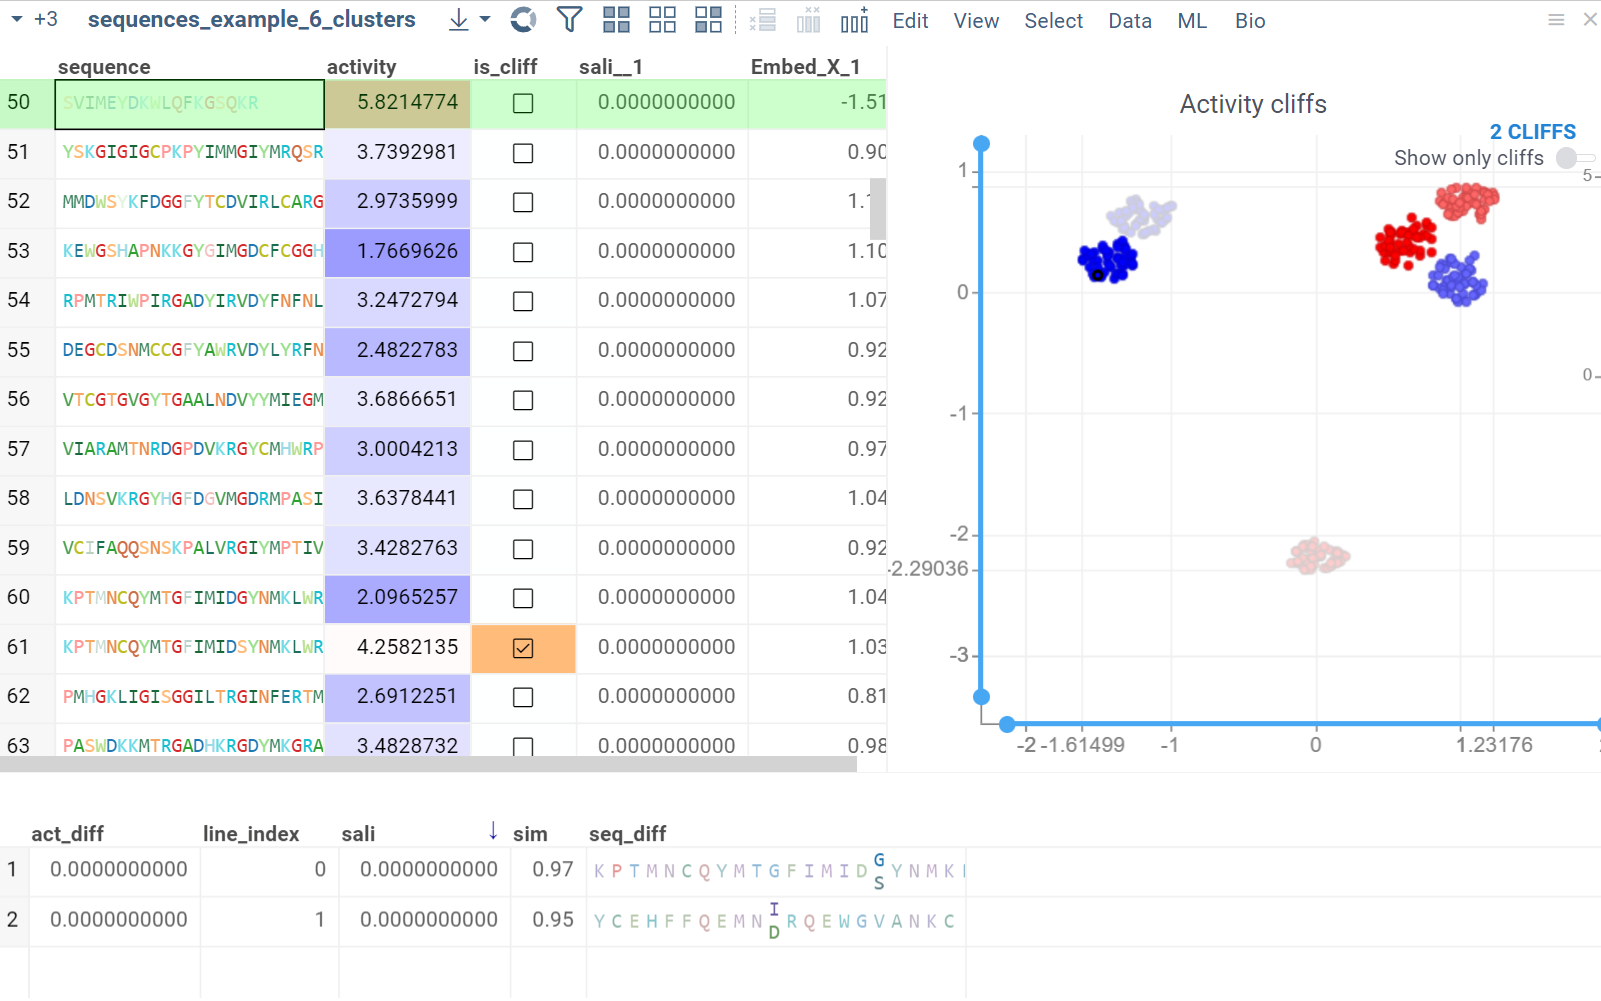 +3 sequences_example_6_clusters Edit View Select Data ML Bio
sequence activity is_cliff sali__1 Embed_X_1
50 SVIMEYDKWLQFKGSQKR 5.8214774 0.0000000000 -1.51
51 YSKGIGIGCPKPYIMMGIYMRQSR 3.7392981 0.0000000000 0.90
52 MMDWSYKFDGGFYTCDVIRLCARG 2.9735999 0.0000000000
53 KEWGSHAPNKKGYGIMGDCFCGGH 1.7669626 0.0000000000 1.10
54 RPMTRIWPIRGADYIRVDYFNFNL 3.2472794 0.0000000000 1.07
55 DEGCDSNMCCGFYAWRVDYLYRFN 2.4822783 0.0000000000 0.92
56 VTCGTGVGYTGAALNDVYYMIEGM 3.6866651 0.0000000000 0.92
57 VIARAMTNRDGPDVKRGYCMHWRP 3.0004213 0.0000000000 0.97
58 LDNSVKRGYHGFDGVMGDRMPASI 3.6378441 0.0000000000 1.04
59 VCIFAQQSNSKPALVRGIYMPTIV 3.4282763 0.0000000000 0.92
60 KPTMNCQYMTGFIMIDGYNMKLWR 2.0965257 0.0000000000 1.04
61 KPTMNCQYMTGFIMIDSYNMKLWR 4.2582135 0.0000000000 1.03
62 PMHGKLIGISGGILTRGINFERTM 2.6912251 0.0000000000 0.81
63 PASWDKKMTRGADHKRGDYMKGRA 3.4828732 0.0000000000 0.98
Activity cliffs
2 CLIFFS
Show only cliffs
1
5
0
0
-1
-2
-2.29036
-3
-2 -1.61499 -1 0 1.23176
act_diff line_index sali ↓ sim seq_diff
1 0.0000000000 0 0.0000000000 0.97 K P T M N C Q Y M T G F I M I D G Y N M K
S
2 0.0000000000 1 0.0000000000 0.95 Y C E H F F Q E M N I R Q E W G V A N K C
D